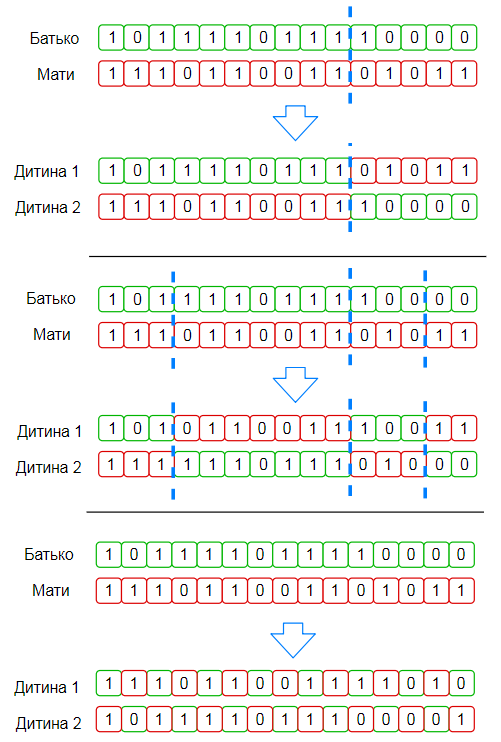 Батько 1 0 1 1 1 1 0 1 1 1 1 0 0 0 0
Мати 1 1 1 0 1 1 0 0 1 1 0 1 0 1 1
Дитина 1 1 0 1 1 1 1 0 1 1 1 0 1 0 1 1
Дитина 2 1 1 1 0 1 1 0 0 1 1 1 0 0 0 0
Батько 1 0 1 1 1 1 0 1 1 1 1 0 0 0 0
Мати 1 1 1 0 1 1 0 0 1 1 0 1 0 1 1
Дитина 1 1 0 1 0 1 1 0 0 1 1 1 0 0 1 1
Дитина 2 1 1 1 1 1 1 0 1 1 1 0 1 0 0 0
Батько 1 0 1 1 1 1 0 1 1 1 1 0 0 0 0
Мати 1 1 1 0 1 1 0 0 1 1 0 1 0 1 1
Дитина 1 1 1 1 0 1 1 0 0 1 1 1 1 0 1 0
Дитина 2 1 0 1 1 1 1 0 1 1 1 0 0 0 0 1